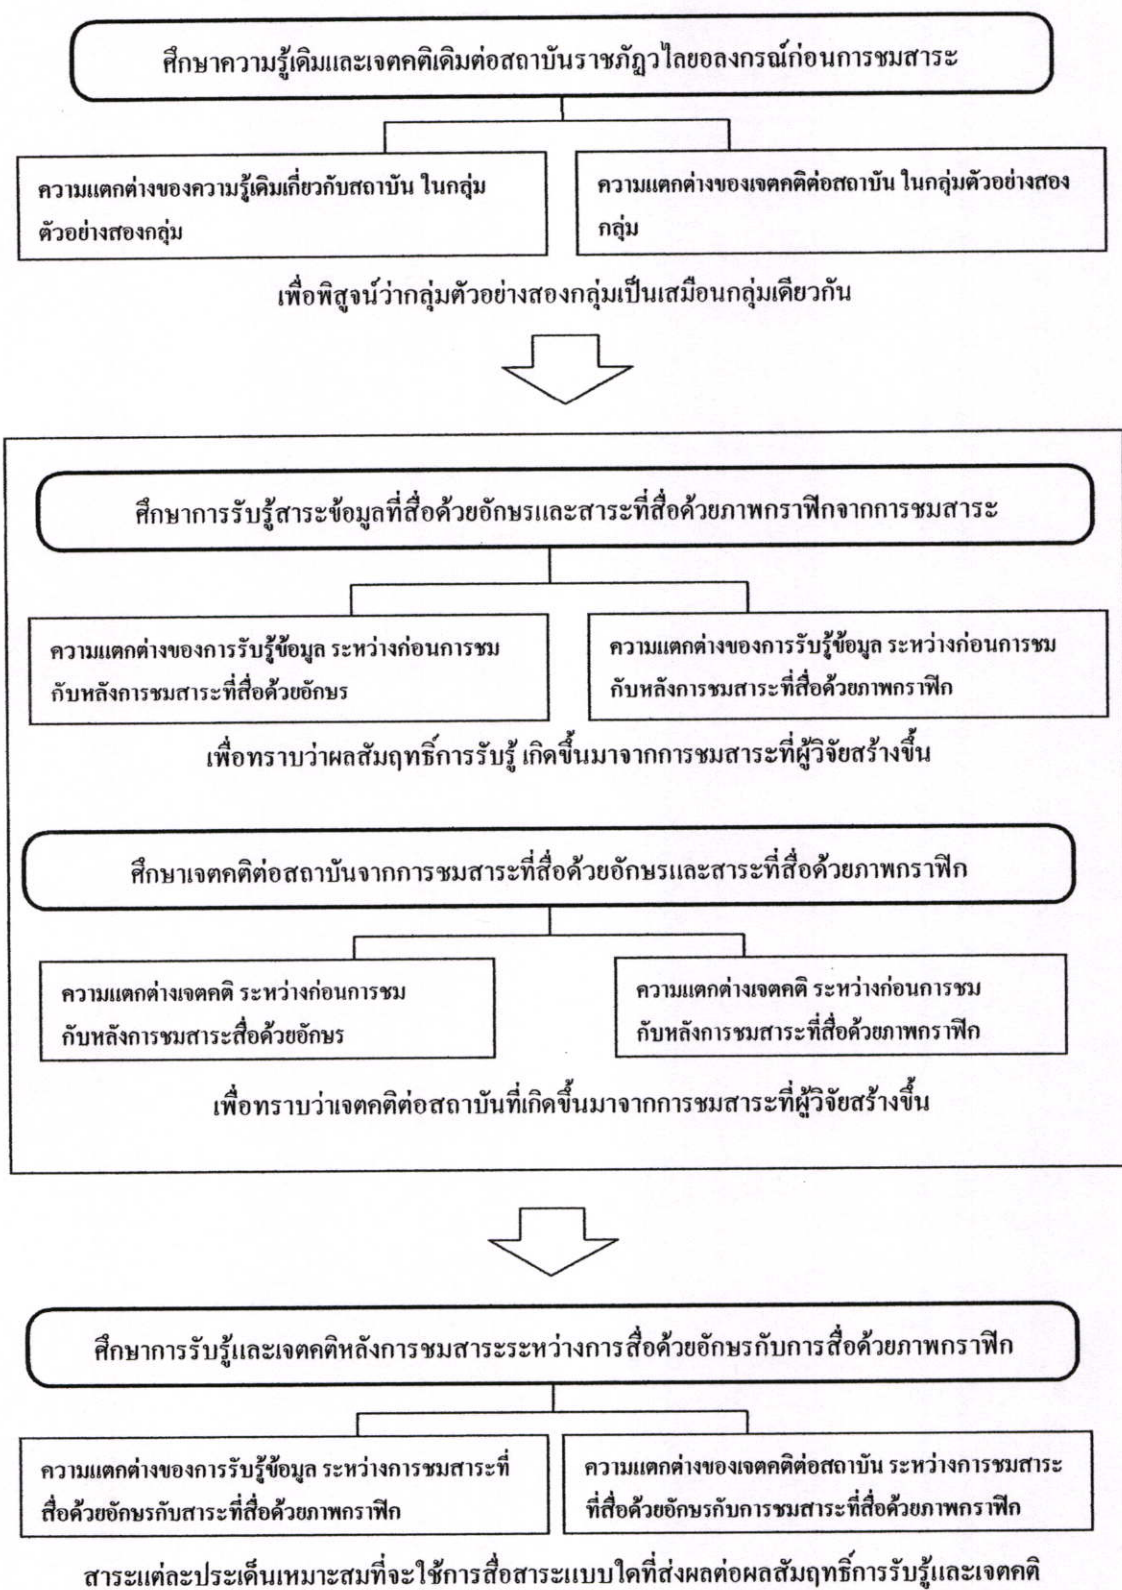 ศึกษาความรู้เดิมและเจตคติเดิมต่อสถาบันราชภัฏวไลยอลงกรณ์ก่อนการชมสาระ
ความแตกต่างของความรู้เดิมเกี่ยวกับสถาบัน ในกลุ่ม
ตัวอย่างสองกลุ่ม
ความแตกต่างของเจตคติต่อสถาบัน ในกลุ่มตัวอย่างสอง
กลุ่ม
เพื่อพิสูจน์ว่ากลุ่มตัวอย่างสองกลุ่มเป็นเสมือนกลุ่มเดียวกัน
ศึกษาการรับรู้สาระข้อมูลที่สื่อด้วยอักษรและสาระที่สื่อด้วยภาพกราฟิกจากการชมสาระ
ความแตกต่างของการรับรู้ข้อมูล ระหว่างก่อนการชม
กับหลังการชมสาระที่สื่อด้วยอักษร
ความแตกต่างของการรับรู้ข้อมูล ระหว่างก่อนการชม
กับหลังการชมสาระที่สื่อด้วยภาพกราฟิก
เพื่อทราบว่าผลสัมฤทธิ์การรับรู้ เกิดขึ้นมาจากการชมสาระที่ผู้วิจัยสร้างขึ้น
ศึกษาเจตคติต่อสถาบันจากการชมสาระที่สื่อด้วยอักษรและสาระที่สื่อด้วยภาพกราฟิก
ความแตกต่างเจตคติ ระหว่างก่อนการชม
กับหลังการชมสาระสื่อด้วยอักษร
ความแตกต่างเจตคติ ระหว่างก่อนการชม
กับหลังการชมสาระที่สื่อด้วยภาพกราฟิก
เพื่อทราบว่าเจตคติต่อสถาบันที่เกิดขึ้นมาจากการชมสาระที่ผู้วิจัยสร้างขึ้น
ศึกษาการรับรู้และเจตคติหลังการชมสาระระหว่างการสื่อด้วยอักษรกับการสื่อด้วยภาพกราฟิก
ความแตกต่างของการรับรู้ข้อมูล ระหว่างการชมสาระที่
สื่อด้วยอักษรกับสาระที่สื่อด้วยภาพกราฟิก
ความแตกต่างของเจตคติต่อสถาบัน ระหว่างการชมสาระ
ที่สื่อด้วยอักษรกับการชมสาระที่สื่อด้วยภาพกราฟิก
สาระแต่ละประเด็นเหมาะสมที่จะใช้การสื่อสาระแบบใดที่ส่งผลต่อผลสัมฤทธิ์การรับรู้และเจตคติ